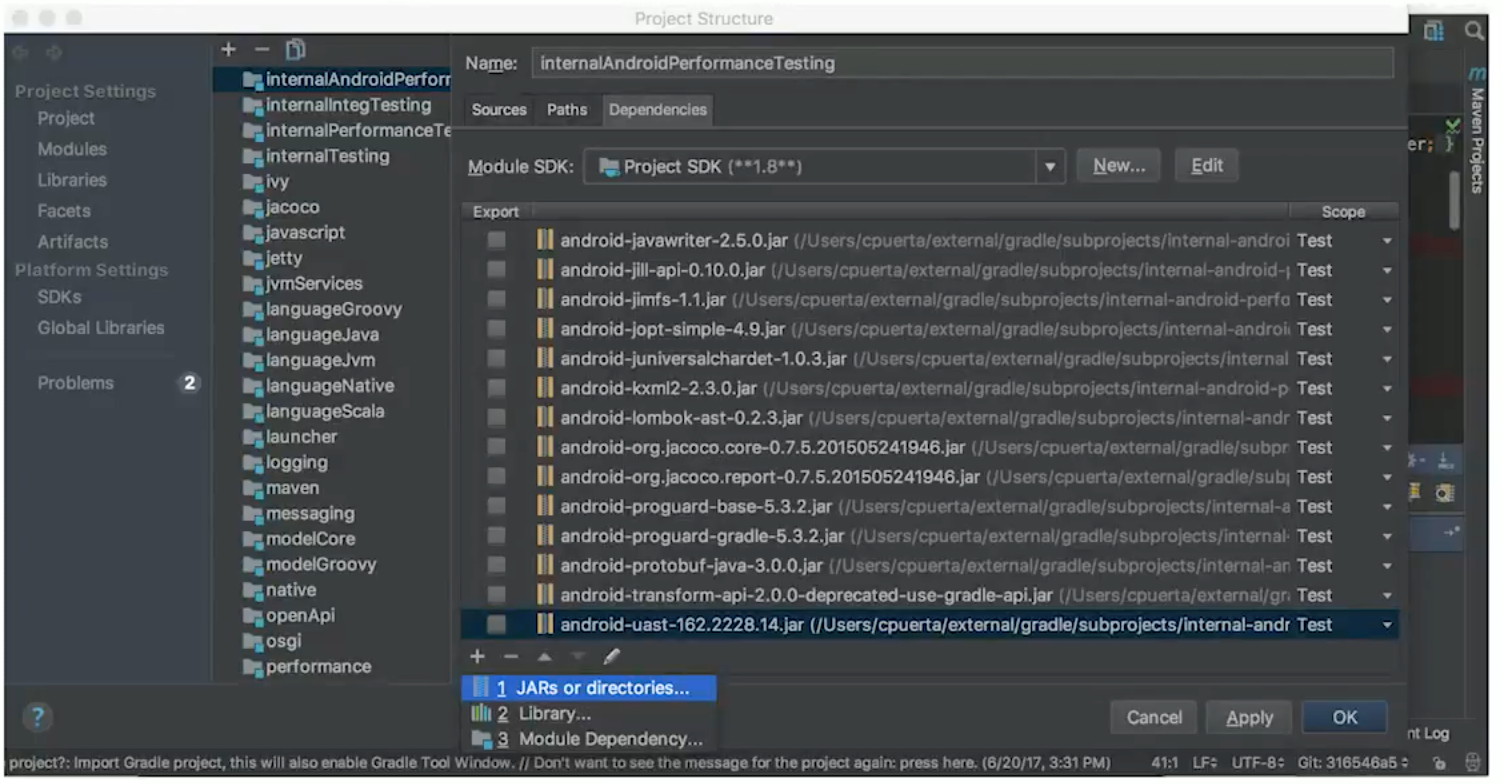 Project Structure
Project Settings
Project
Modules
Libraries
Facets
Artifacts
Platform Settings
SDKs
Global Libraries
Problems 2
internalAndroidPerforr
internalIntegTesting
internalPerformanceTe
internalTesting
ivy
jacoco
javascript
jetty
jvmServices
languageGroovy
languageJava
languageJvm
languageNative
languageScala
launcher
logging
maven
messaging
modelCore
modelGroovy
native
openApi
osgi
performance
Name: internalAndroidPerformanceTesting
Sources Paths Dependencies
Module SDK: Project SDK (**1.8**) New... Edit
Export Scope
android-javawriter-2.5.0.jar (/Users/cpuerta/external/gradle/subprojects/internal-androi Test
android-jill-api-0.10.0.jar (/Users/cpuerta/external/gradle/subprojects/internal-android-p Test
android-jimfs-1.1.jar (/Users/cpuerta/external/gradle/subprojects/internal-android-perfo Test
android-jopt-simple-4.9.jar (/Users/cpuerta/external/gradle/subprojects/internal-androi Test
android-juniversalchardet-1.0.3.jar (/Users/cpuerta/external/gradle/subprojects/internal Test
android-kxml2-2.3.0.jar (/Users/cpuerta/external/gradle/subprojects/internal-android-p Test
android-lombok-ast-0.2.3.jar (/Users/cpuerta/external/gradle/subprojects/internal-andr Test
android-org.jacoco.core-0.7.5.201505241946.jar (/Users/cpuerta/external/gradle/subpr Test
android-org.jacoco.report-0.7.5.201505241946.jar (/Users/cpuerta/external/gradle/subp Test
android-proguard-base-5.3.2.jar (/Users/cpuerta/external/gradle/subprojects/internal-a Test
android-proguard-gradle-5.3.2.jar (/Users/cpuerta/external/gradle/subprojects/internal- Test
android-protobuf-java-3.0.0.jar (/Users/cpuerta/external/gradle/subprojects/internal-an Test
android-transform-api-2.0.0-deprecated-use-gradle-api.jar (/Users/cpuerta/external/gra Test
android-uast-162.2228.14.jar (/Users/cpuerta/external/gradle/subprojects/internal-andr Test
1 JARs or directories...
2 Library...
3 Module Dependency...
?
Cancel Apply OK
er; }
m Maven Projects
nt Log
project?: Import Gradle project, this will also enable Gradle Tool Window. // Don't want to see the message for the project again: press here. (6/20/17, 3:31 PM) 41:1 LF÷ UTF-8÷ Git: 316546a5÷